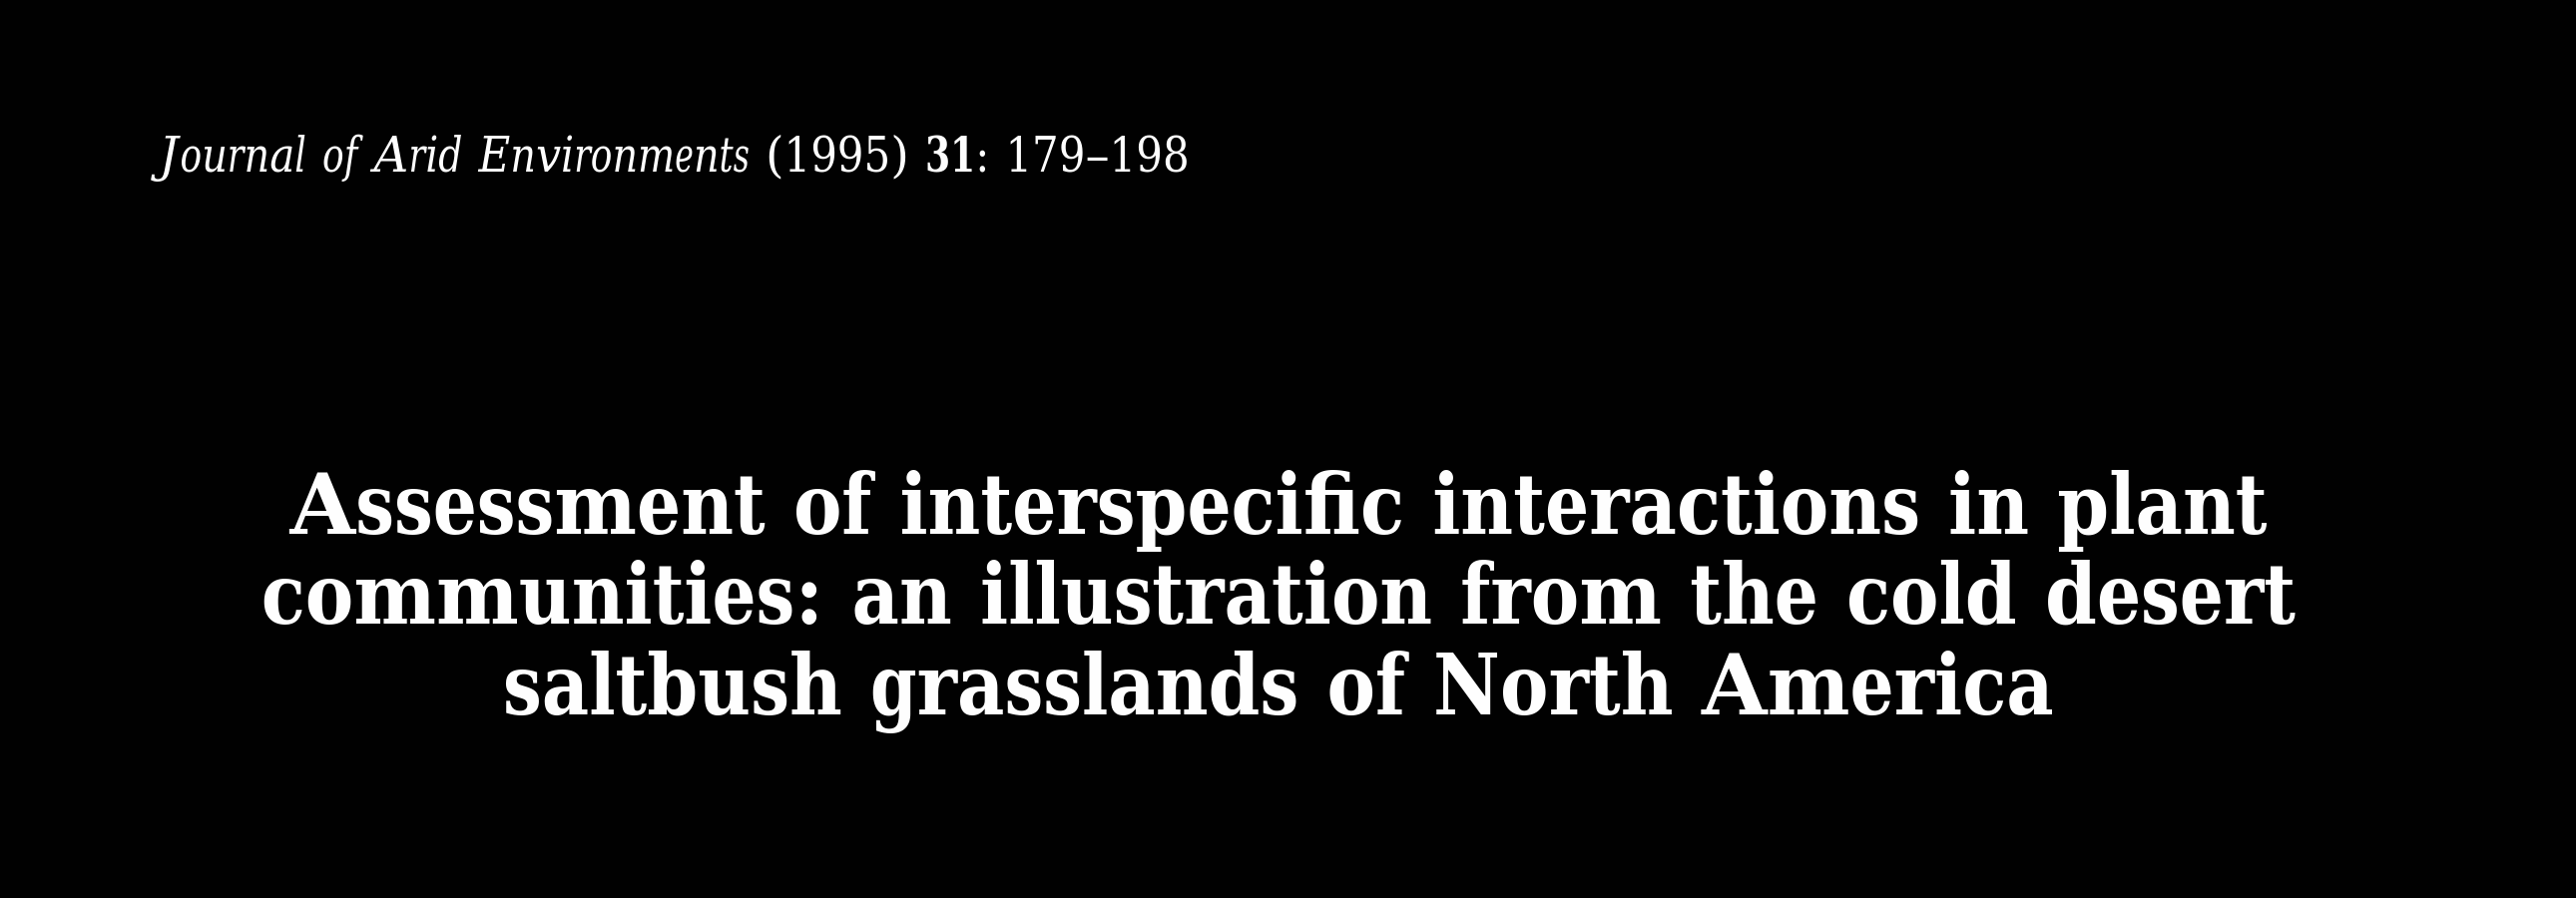 Journal of Arid Environments (1995) 31: 179–198
Assessment of interspecific interactions in plant
communities: an illustration from the cold desert
saltbush grasslands of North America